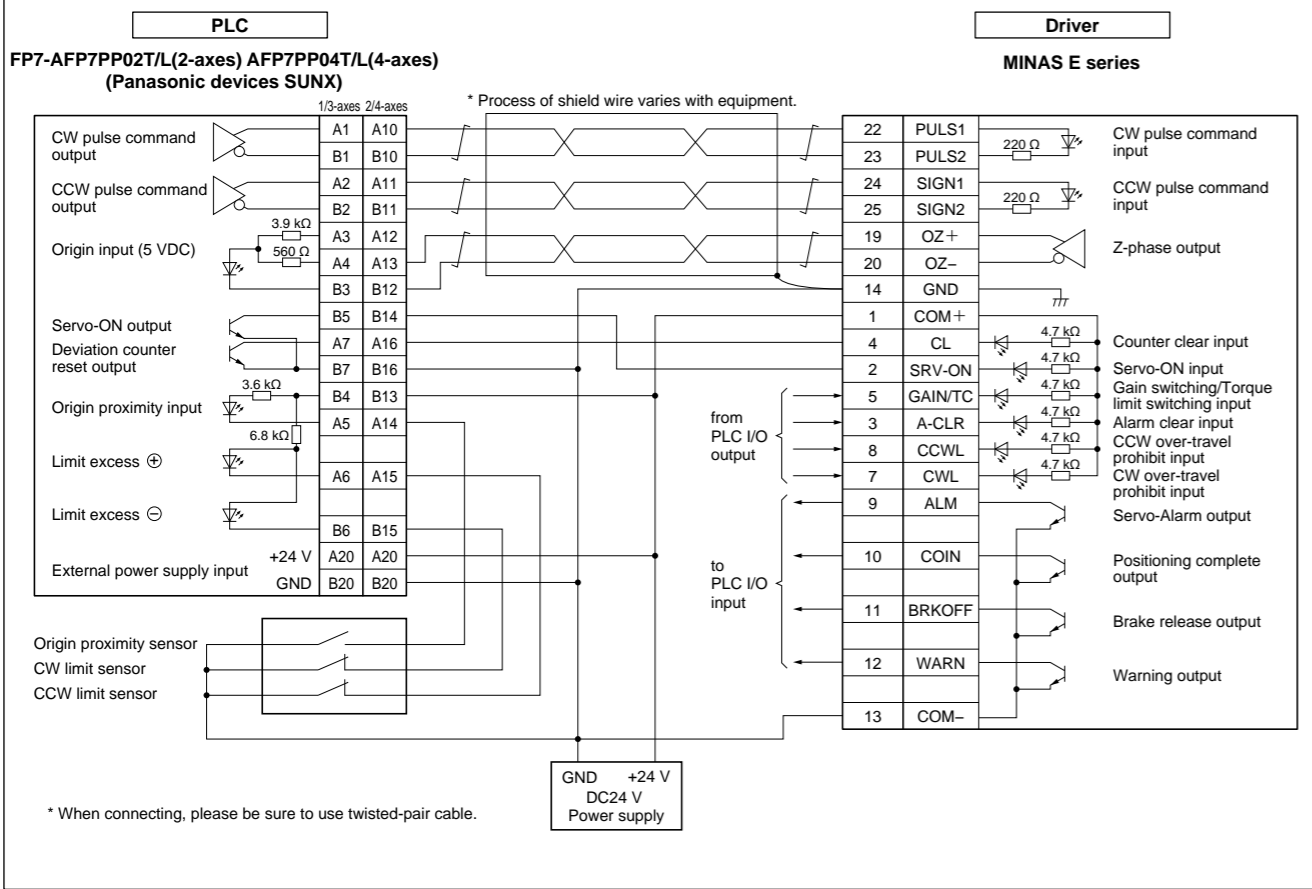 PLC
Driver
FP7-AFP7PP02T/L(2-axes) AFP7PP04T/L(4-axes)
(Panasonic devices SUNX)
MINAS E series
1/3-axes 2/4-axes
* Process of shield wire varies with equipment.
CW pulse command
output
A1 A10
B1 B10
CCW pulse command
output
A2 A11
B2 B11
Origin input (5 VDC)
3.9 kΩ
560 Ω
A3 A12
A4 A13
B3 B12
Servo-ON output
B5 B14
Deviation counter
reset output
A7 A16
B7 B16
Origin proximity input
3.6 kΩ
6.8 kΩ
B4 B13
A5 A14
Limit excess ⊕
A6 A15
Limit excess ⊖
B6 B15
External power supply input
+24 V A20 A20
GND B20 B20
Origin proximity sensor
CW limit sensor
CCW limit sensor
22 PULS1
23 PULS2
220 Ω
CW pulse command
input
24 SIGN1
25 SIGN2
220 Ω
CCW pulse command
input
19 OZ+
20 OZ−
Z-phase output
14 GND
1 COM+
4 CL 4.7 kΩ Counter clear input
2 SRV-ON 4.7 kΩ Servo-ON input
5 GAIN/TC 4.7 kΩ Gain switching/Torque
limit switching input
3 A-CLR 4.7 kΩ Alarm clear input
8 CCWL 4.7 kΩ CCW over-travel
prohibit input
7 CWL 4.7 kΩ CW over-travel
prohibit input
from
PLC I/O
output
9 ALM Servo-Alarm output
10 COIN Positioning complete
output
11 BRKOFF Brake release output
12 WARN Warning output
13 COM−
to
PLC I/O
input
GND +24 V
DC24 V
Power supply
* When connecting, please be sure to use twisted-pair cable.